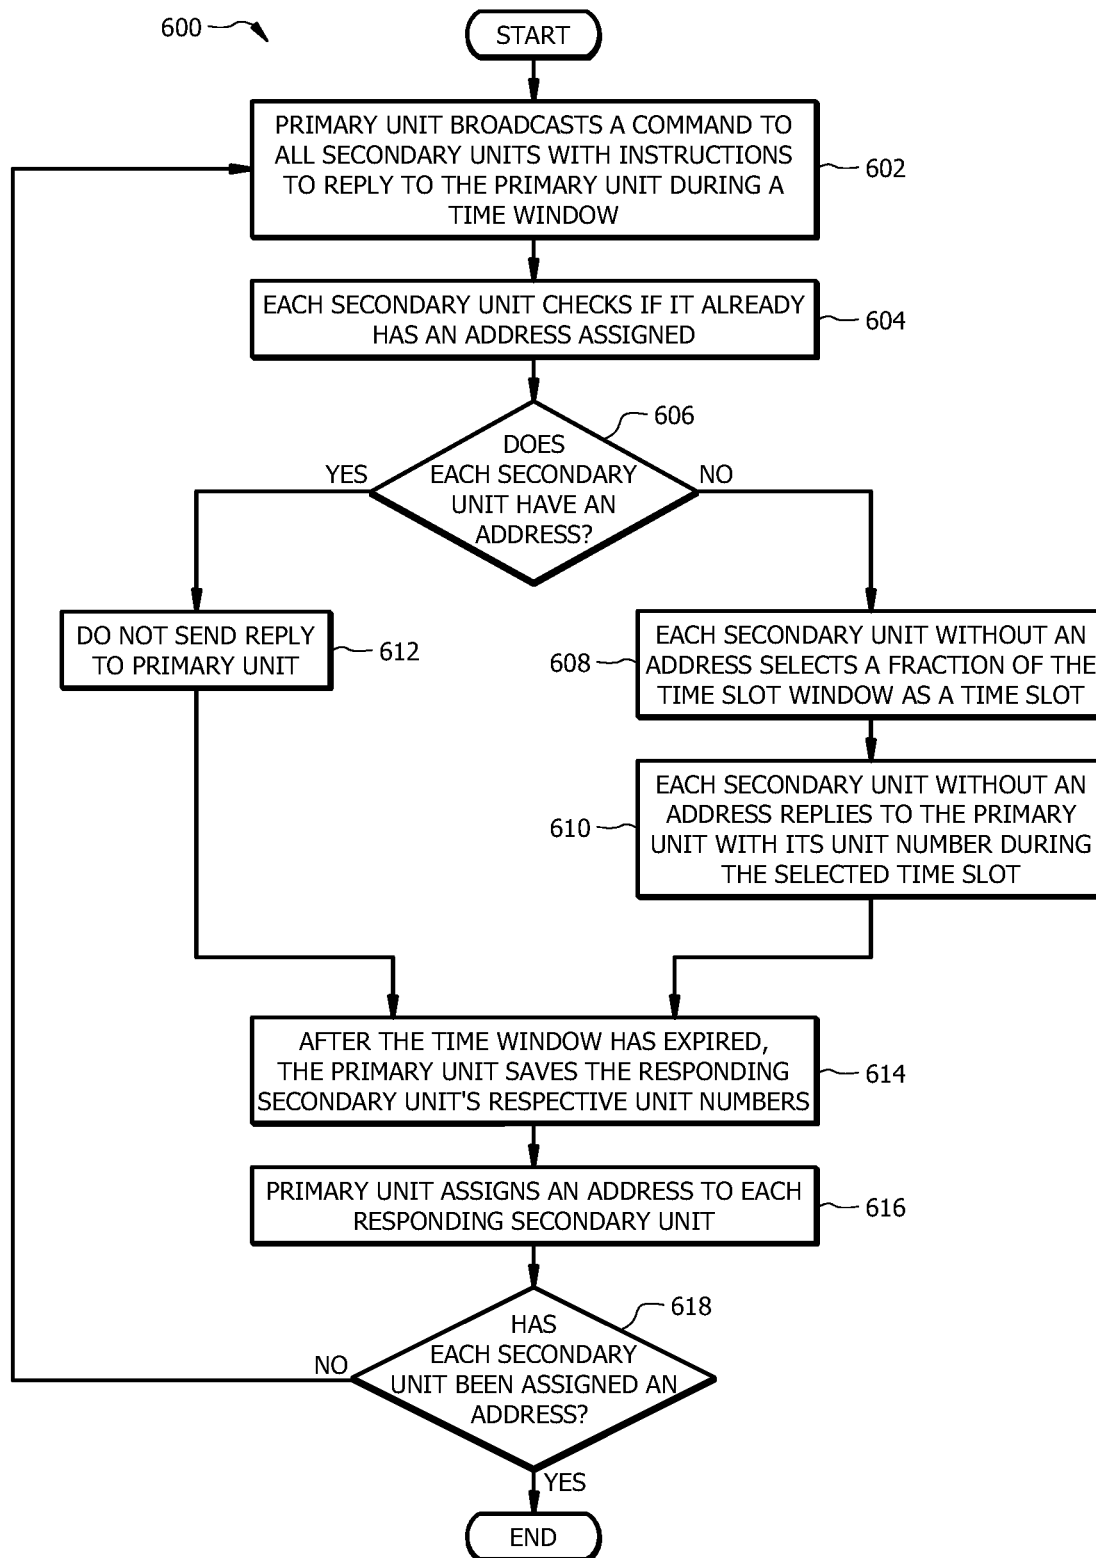 600
START
PRIMARY UNIT BROADCASTS A COMMAND TO
ALL SECONDARY UNITS WITH INSTRUCTIONS
TO REPLY TO THE PRIMARY UNIT DURING A
TIME WINDOW
602
EACH SECONDARY UNIT CHECKS IF IT ALREADY
HAS AN ADDRESS ASSIGNED
604
606
DOES
EACH SECONDARY
UNIT HAVE AN
ADDRESS?
YES
NO
DO NOT SEND REPLY
TO PRIMARY UNIT
612
EACH SECONDARY UNIT WITHOUT AN
ADDRESS SELECTS A FRACTION OF THE
TIME SLOT WINDOW AS A TIME SLOT
608
EACH SECONDARY UNIT WITHOUT AN
ADDRESS REPLIES TO THE PRIMARY
UNIT WITH ITS UNIT NUMBER DURING
THE SELECTED TIME SLOT
610
AFTER THE TIME WINDOW HAS EXPIRED,
THE PRIMARY UNIT SAVES THE RESPONDING
SECONDARY UNIT'S RESPECTIVE UNIT NUMBERS
614
PRIMARY UNIT ASSIGNS AN ADDRESS TO EACH
RESPONDING SECONDARY UNIT
616
618
HAS
EACH SECONDARY
UNIT BEEN ASSIGNED AN
ADDRESS?
NO
YES
END